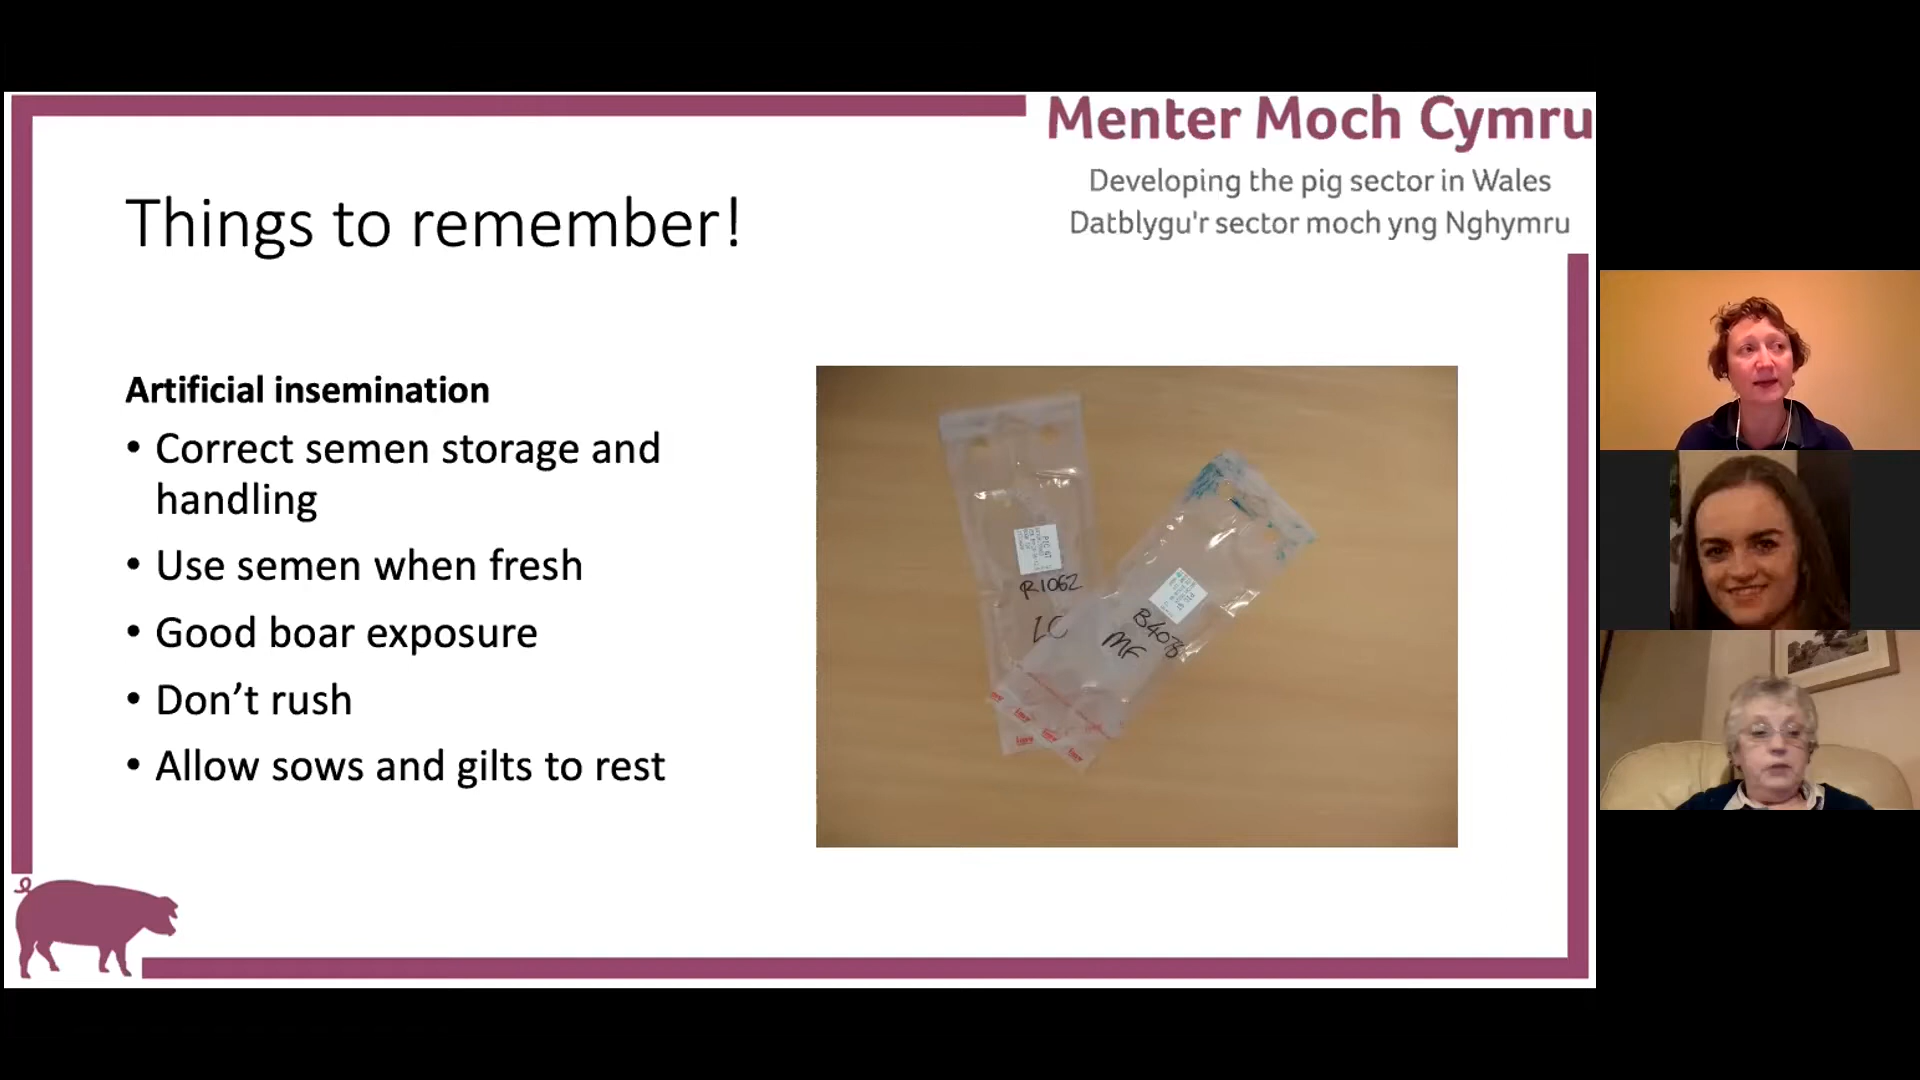 Menter Moch Cymru
Developing the pig sector in Wales
Datblygu'r sector moch yng Nghymru
Things to remember!
Artificial insemination
• Correct semen storage and
handling
• Use semen when fresh
• Good boar exposure
• Don’t rush
• Allow sows and gilts to rest
R1062
LC
B4078
MF